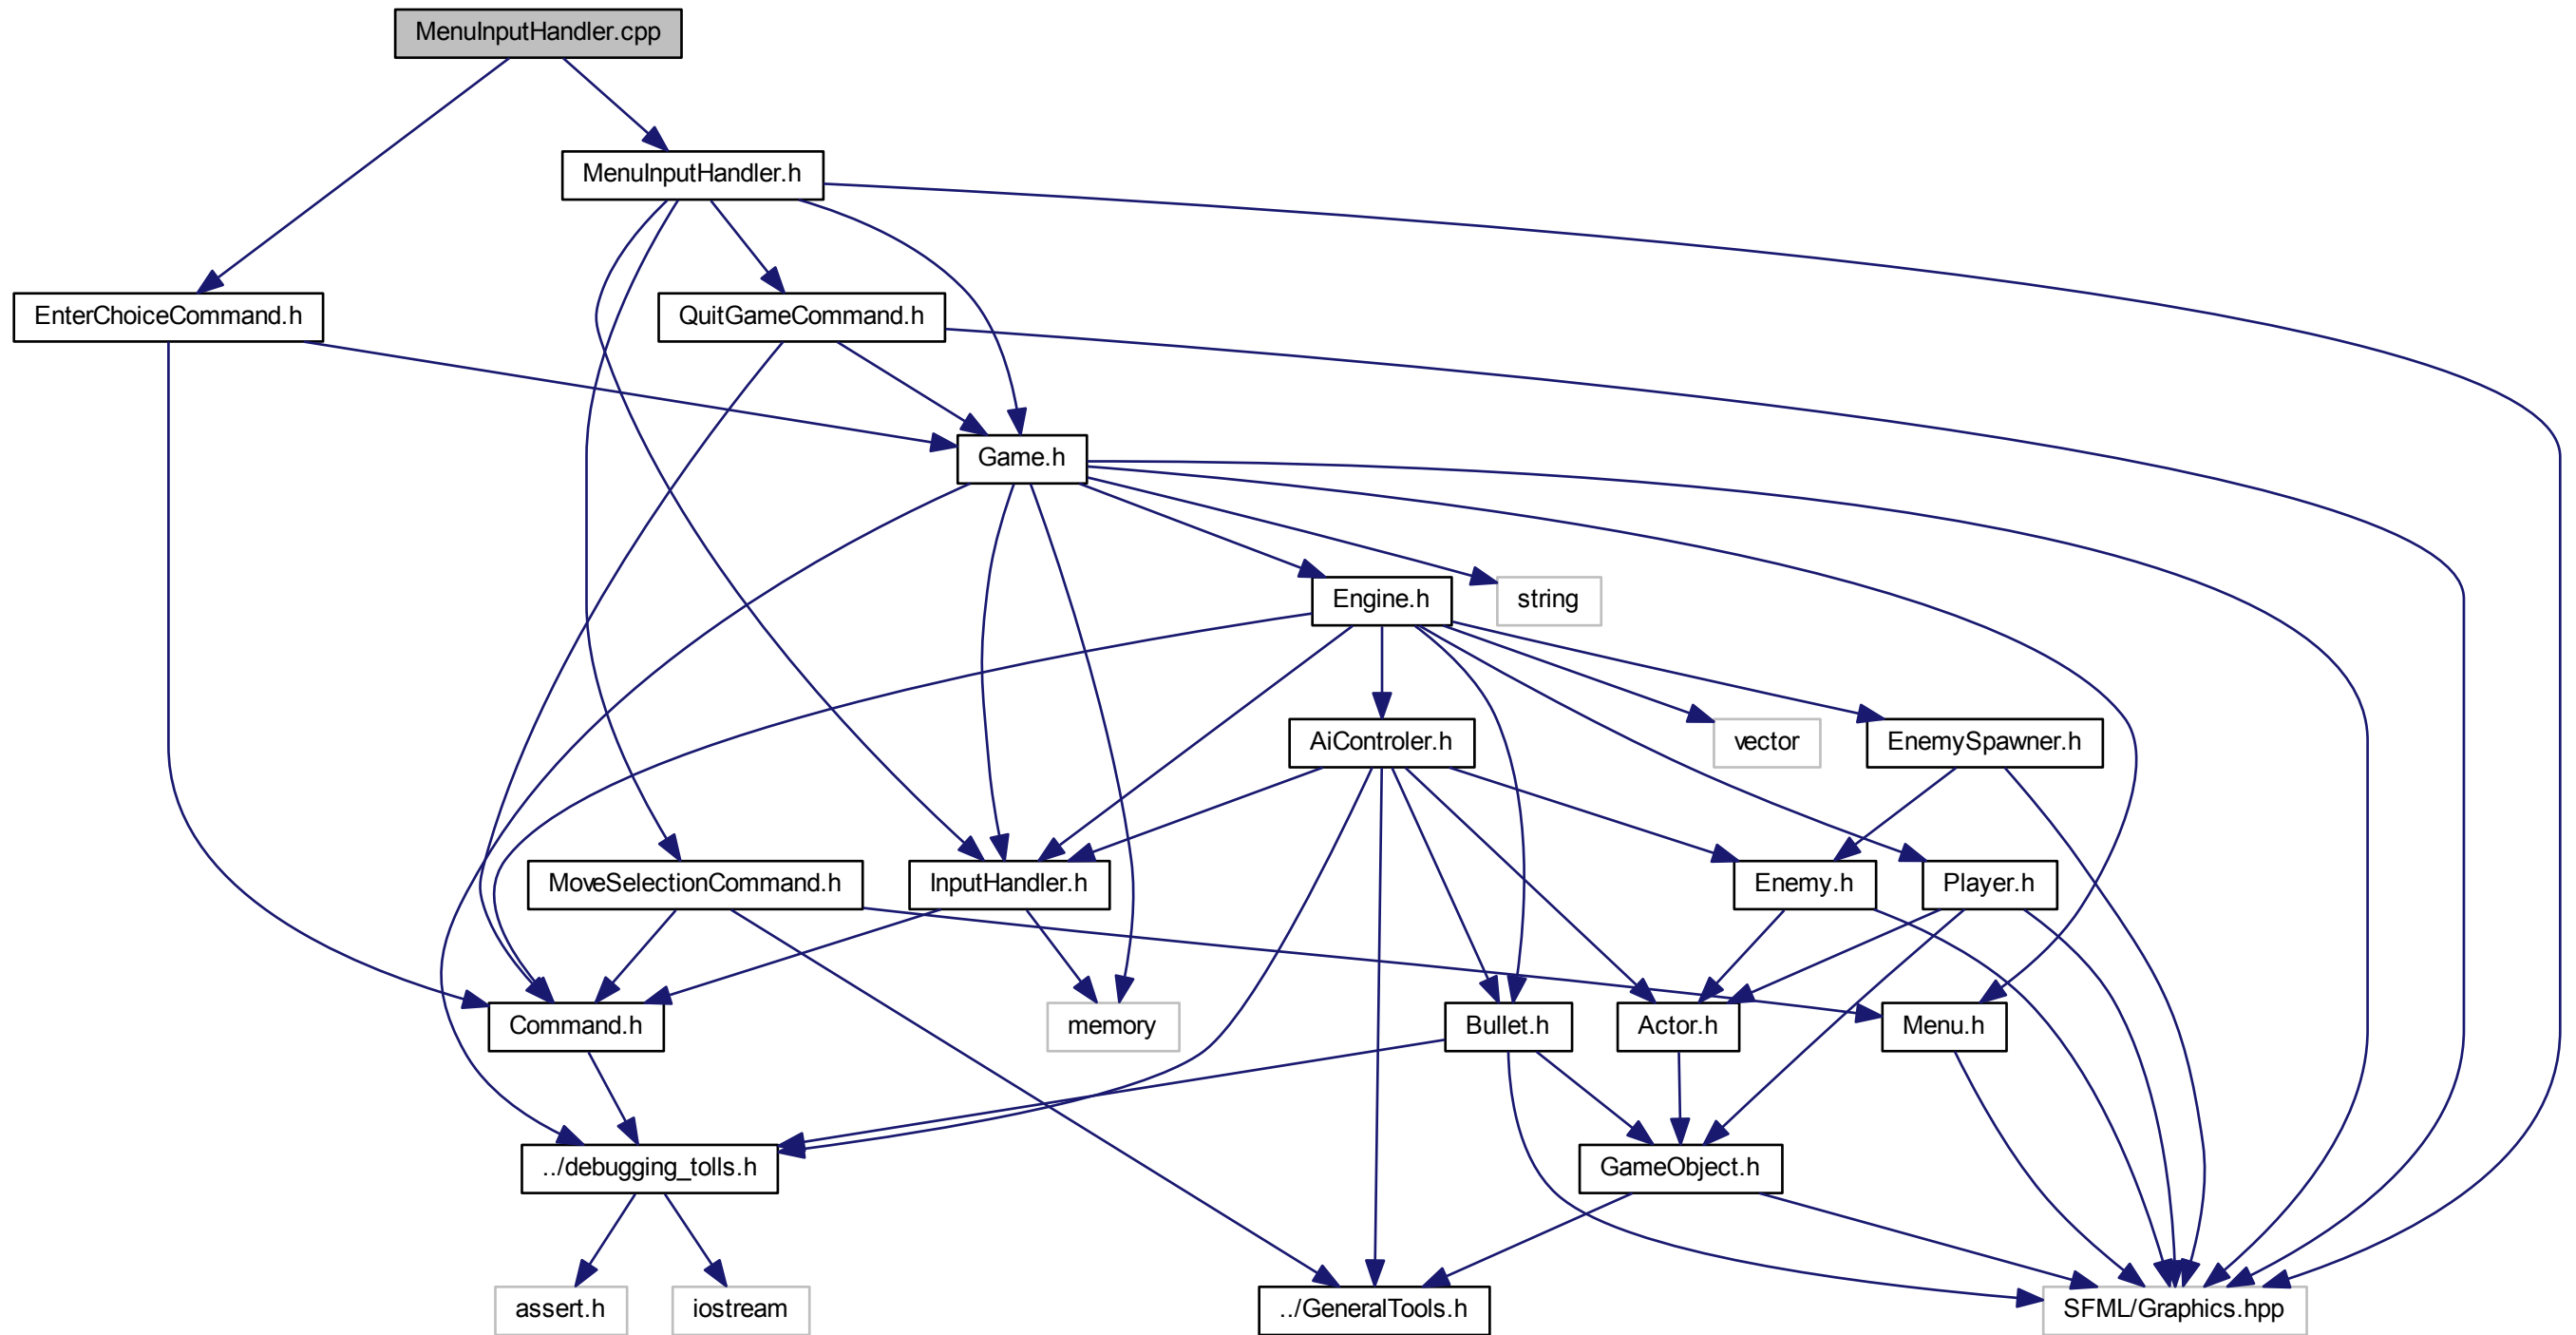 MenuInputHandler.cpp
MenuInputHandler.h
EnterChoiceCommand.h
QuitGameCommand.h
Game.h
Engine.h
string
AiControler.h
vector
EnemySpawner.h
MoveSelectionCommand.h
InputHandler.h
Enemy.h
Player.h
Command.h
memory
Bullet.h
Actor.h
Menu.h
../debugging_tolls.h
GameObject.h
assert.h
iostream
../GeneralTools.h
SFML/Graphics.hpp